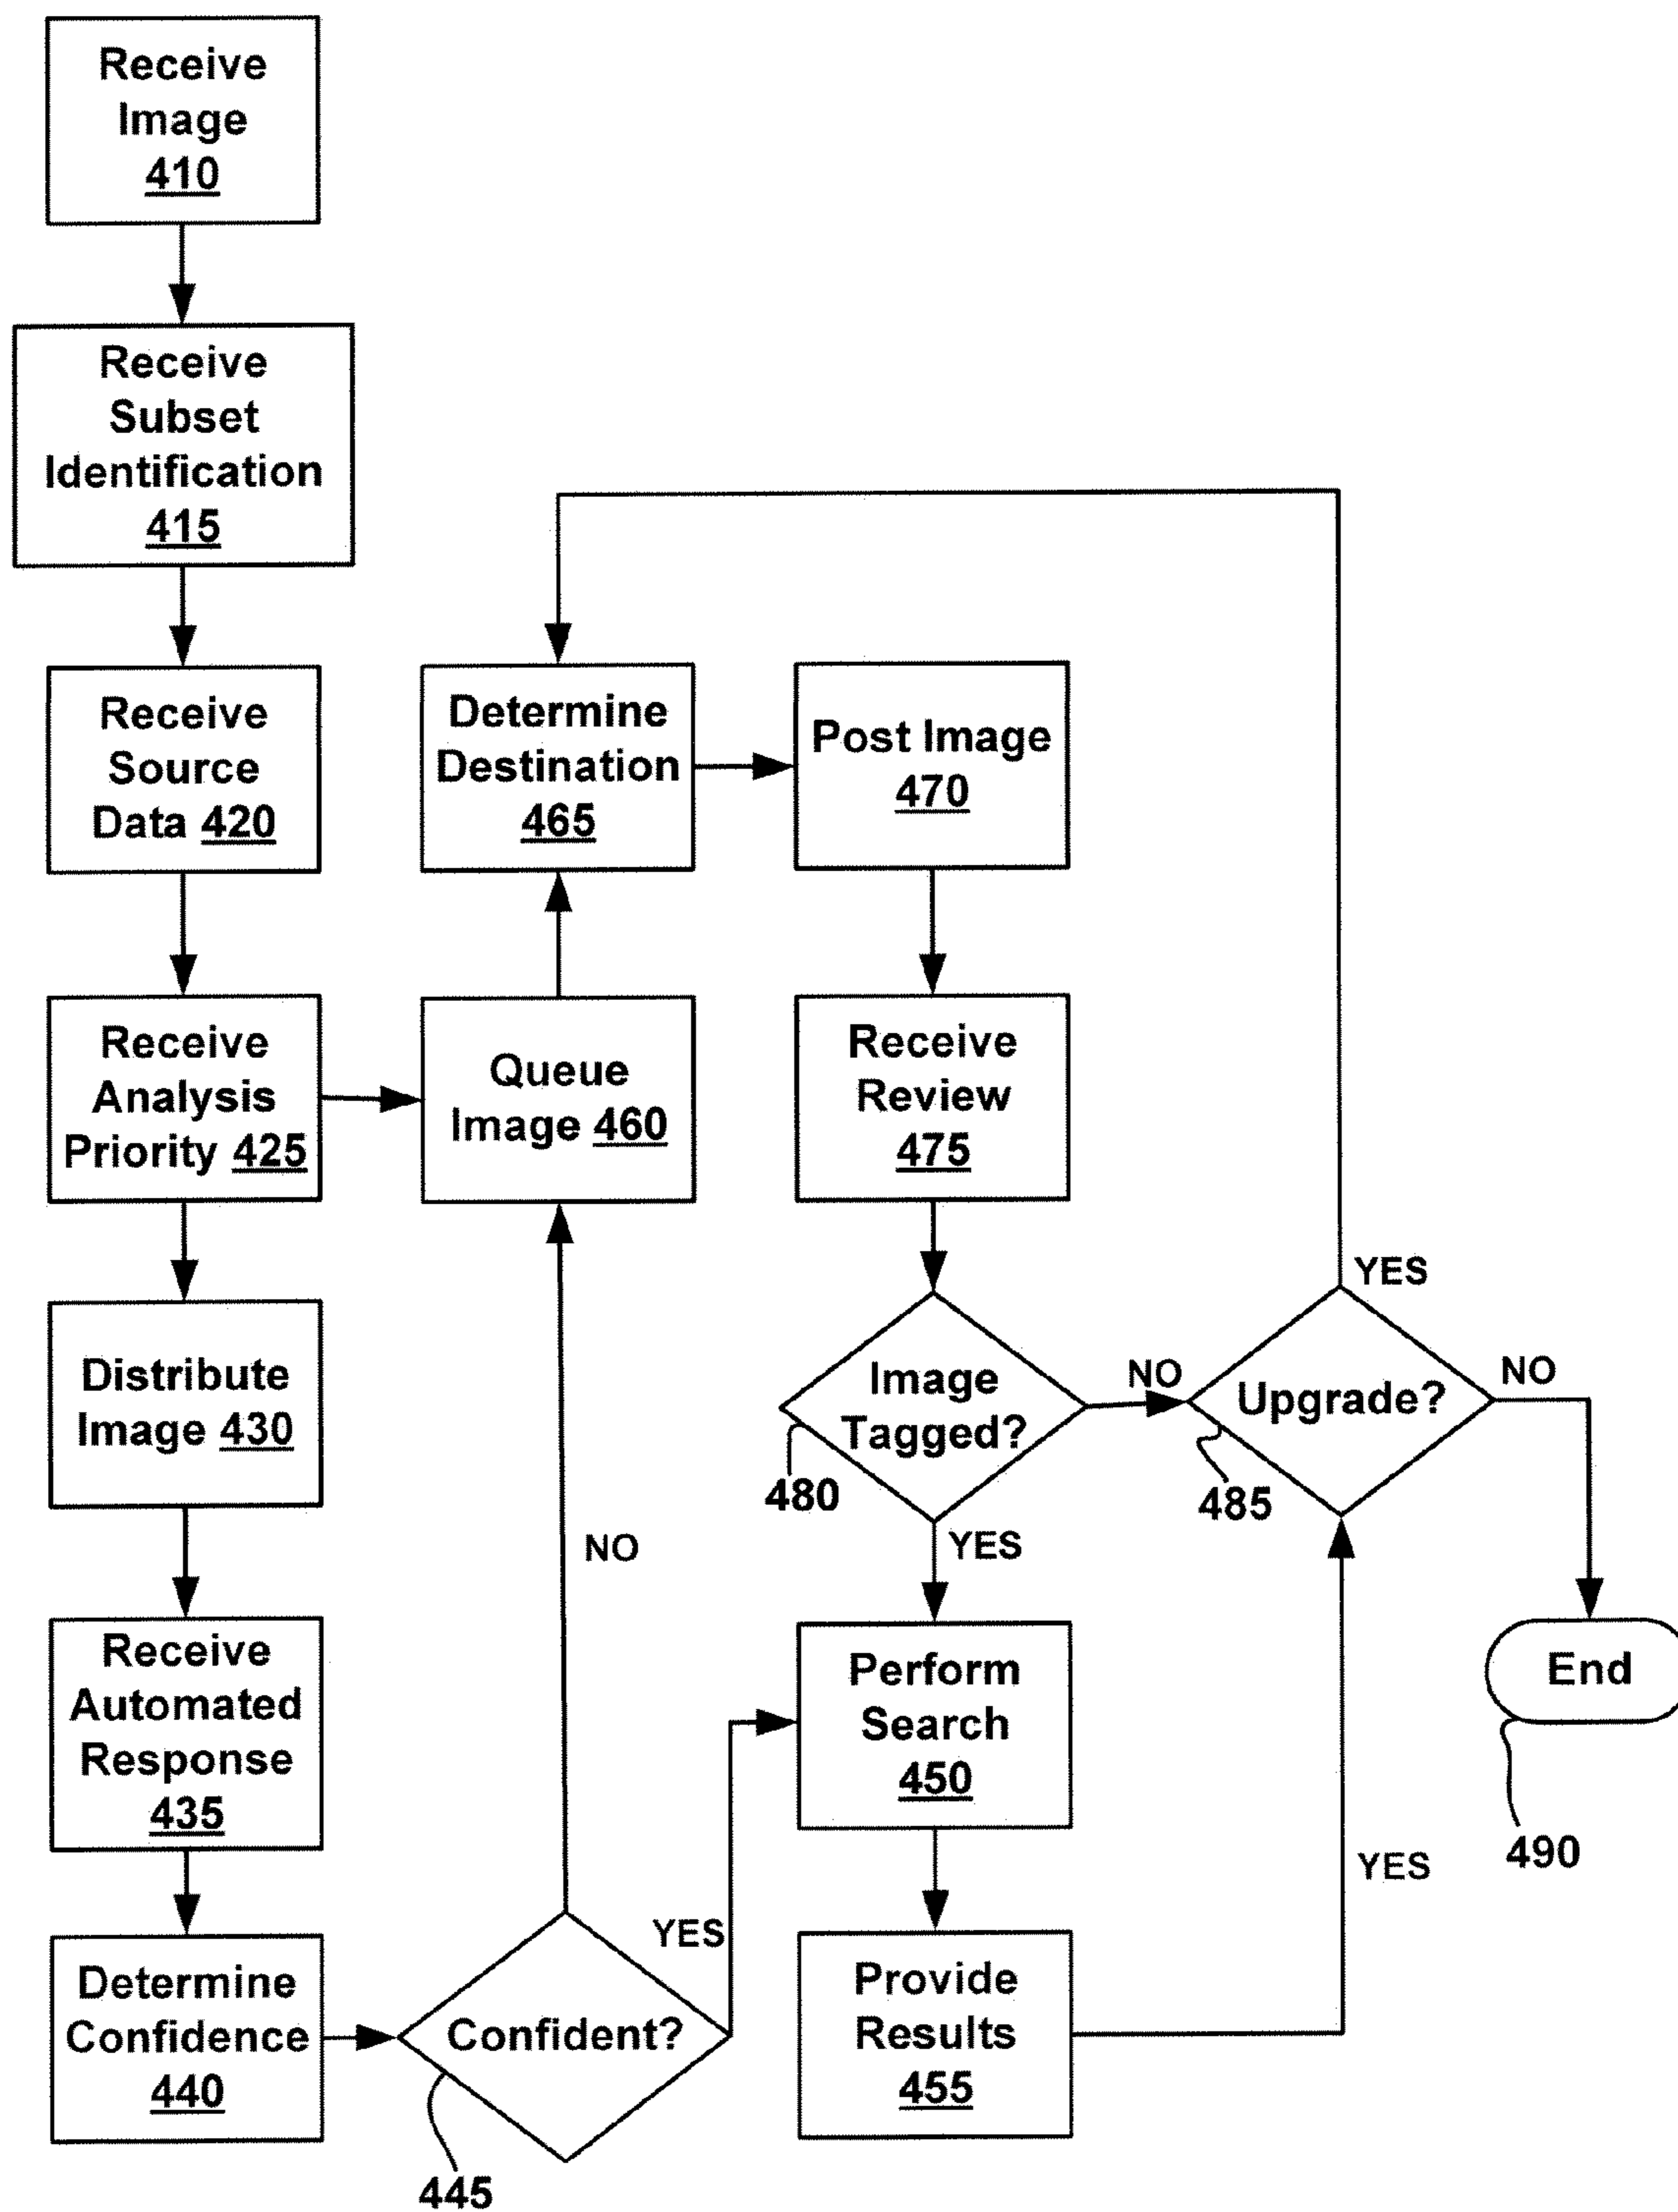 Receive
Image
410
Receive
Subset
Identification
415
Receive
Source
Data 420
Receive
Analysis
Priority 425
Distribute
Image 430
Receive
Automated
Response
435
Determine
Confidence
440
Confident?
445
NO
YES
Queue
Image 460
Determine
Destination
465
Post Image
470
Receive
Review
475
Image
Tagged?
480
NO
YES
Perform
Search
450
Provide
Results
455
YES
Upgrade?
485
YES
NO
End
490